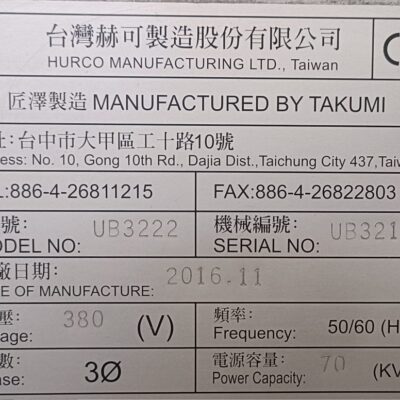 台灣赫可製造股份有限公司
HURCO MANUFACTURING LTD., Taiwan
匠澤製造 MANUFACTURED BY TAKUMI
址:台中市大甲區工十路10號
ess: No. 10, Gong 10th Rd., Dajia Dist.,Taichung City 437,Taiw
L:886-4-26811215 FAX:886-4-26822803
號: UB3222 機械編號: UB321
ODEL NO: SERIAL NO:
廠日期: 2016.11
E OF MANUFACTURE:
壓: 380 (V) 頻率: 50/60 (H
age: Frequency:
數: 3Ø 電源容量: 70 (KV
ase: Power Capacity: